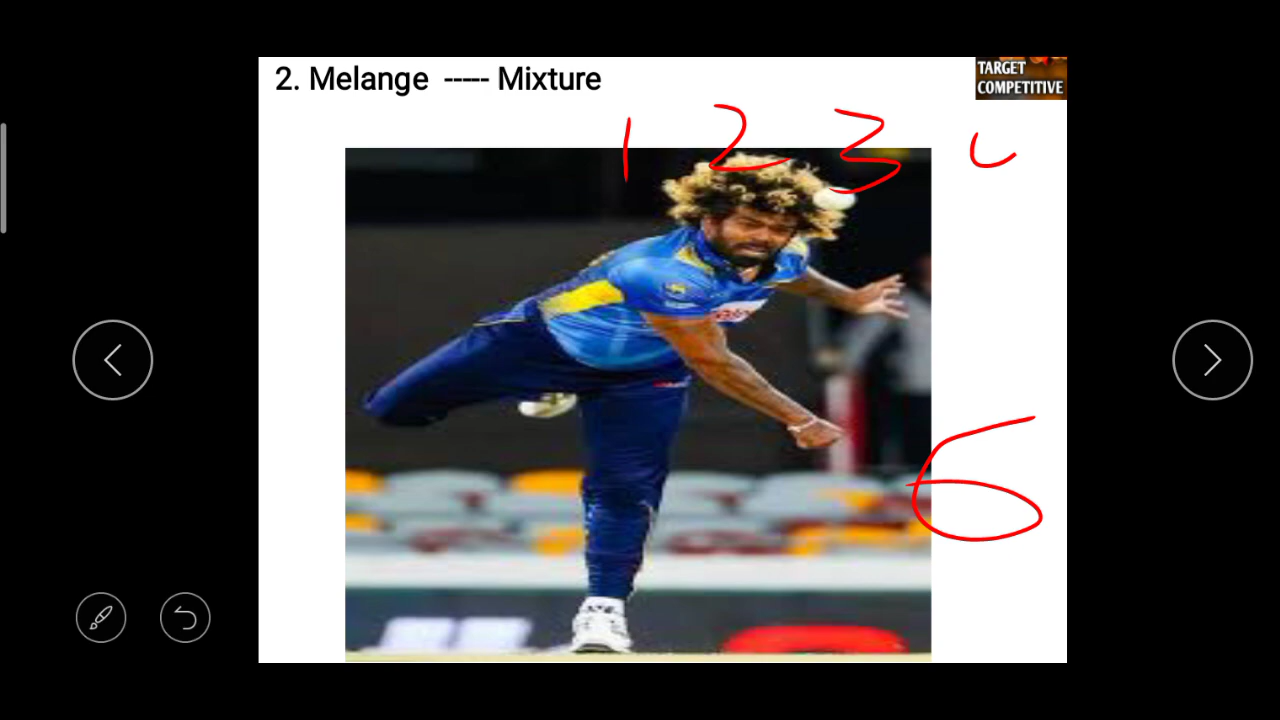 2. Melange ----- Mixture
TARGET
COMPETITIVE
1 2 3
6